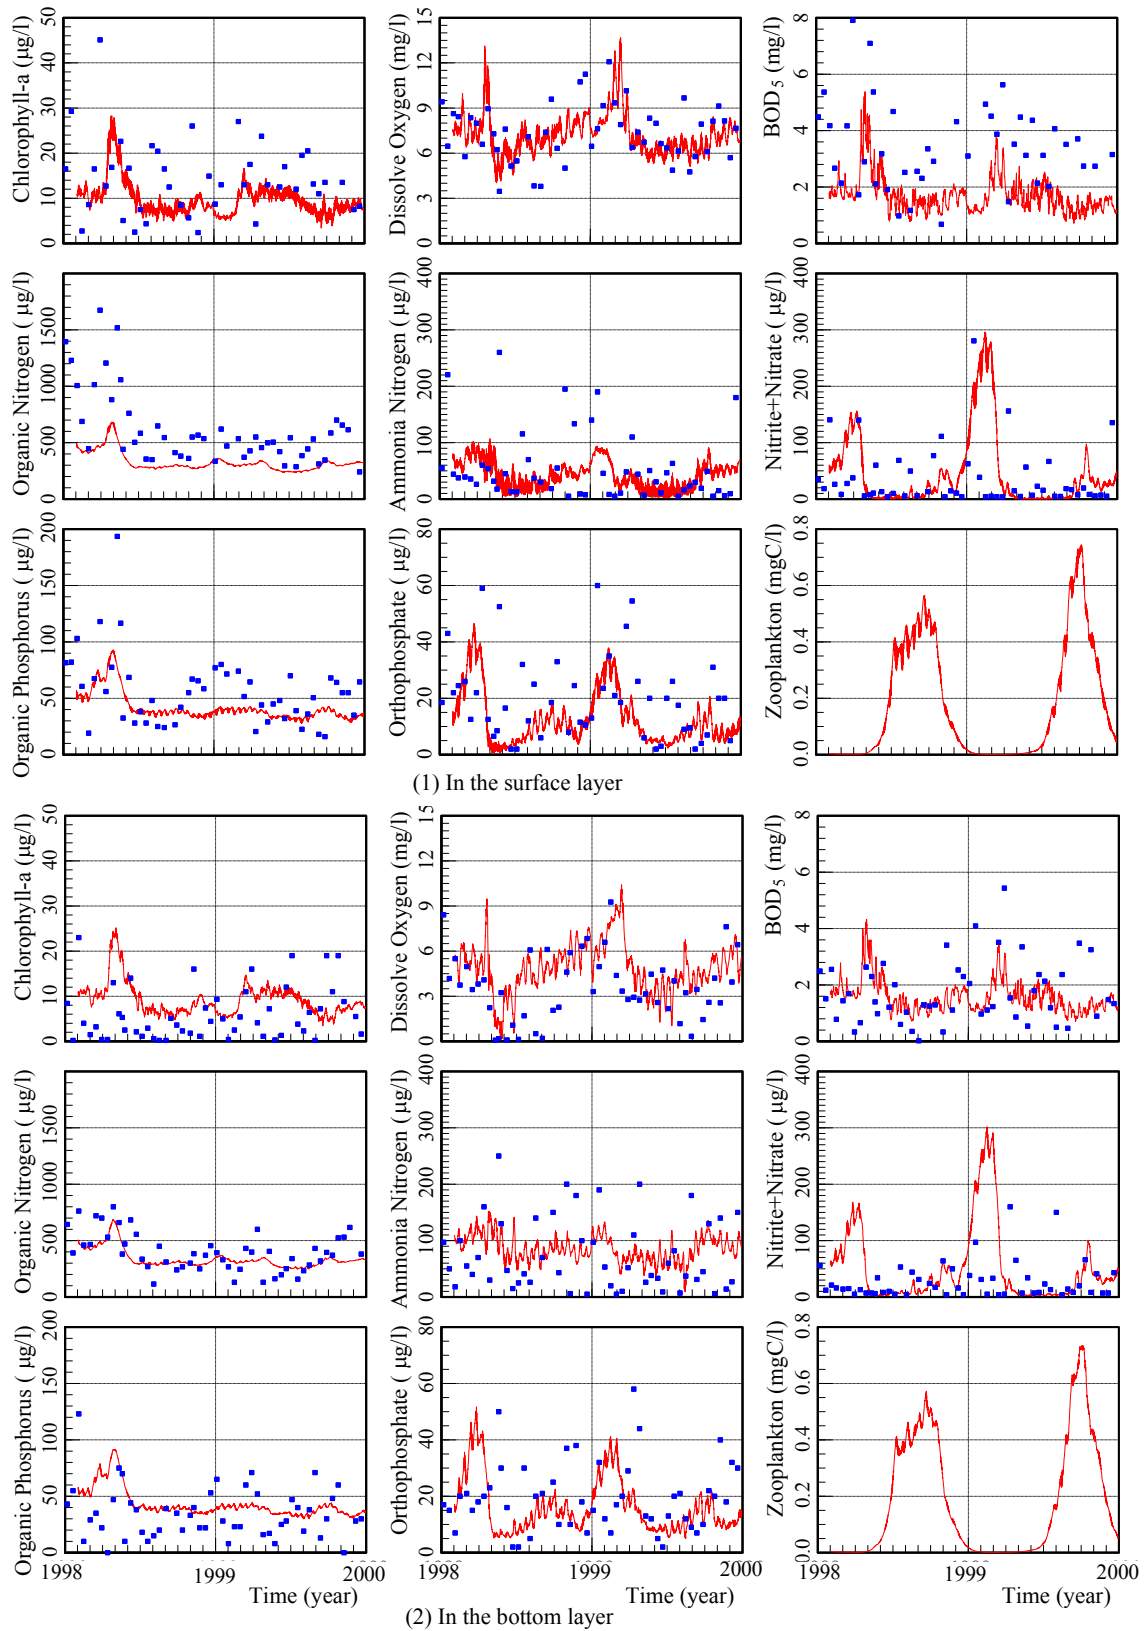 Chlorophyll-a (μg/l)
0 10 20 30 40 50
Dissolve Oxygen (mg/l)
0 3 6 9 12 15
BOD5 (mg/l)
0 2 4 6 8
Organic Nitrogen ( μg/l)
0 500 1000 1500
Ammonia Nitrogen ( μg/l)
0 100 200 300 400
Nitrite+Nitrate ( μg/l)
0 100 200 300 400
Organic Phosphorus ( μg/l)
0 50 100 150 200
Orthophosphate ( μg/l)
0 20 40 60 80
Zooplankton (mgC/l)
0.0 0.2 0.4 0.6 0.8
(1) In the surface layer
Chlorophyll-a (μg/l)
0 10 20 30 40 50
Dissolve Oxygen (mg/l)
0 3 6 9 12 15
BOD5 (mg/l)
0 2 4 6 8
Organic Nitrogen ( μg/l)
0 500 1000 1500
Ammonia Nitrogen ( μg/l)
0 100 200 300 400
Nitrite+Nitrate ( μg/l)
0 100 200 300 400
Organic Phosphorus ( μg/l)
0 50 100 150 200
Orthophosphate ( μg/l)
0 20 40 60 80
Zooplankton (mgC/l)
0.0 0.2 0.4 0.6 0.8
1998 1999 2000
Time (year)
1998 1999 2000
Time (year)
1998 1999 2000
Time (year)
(2) In the bottom layer